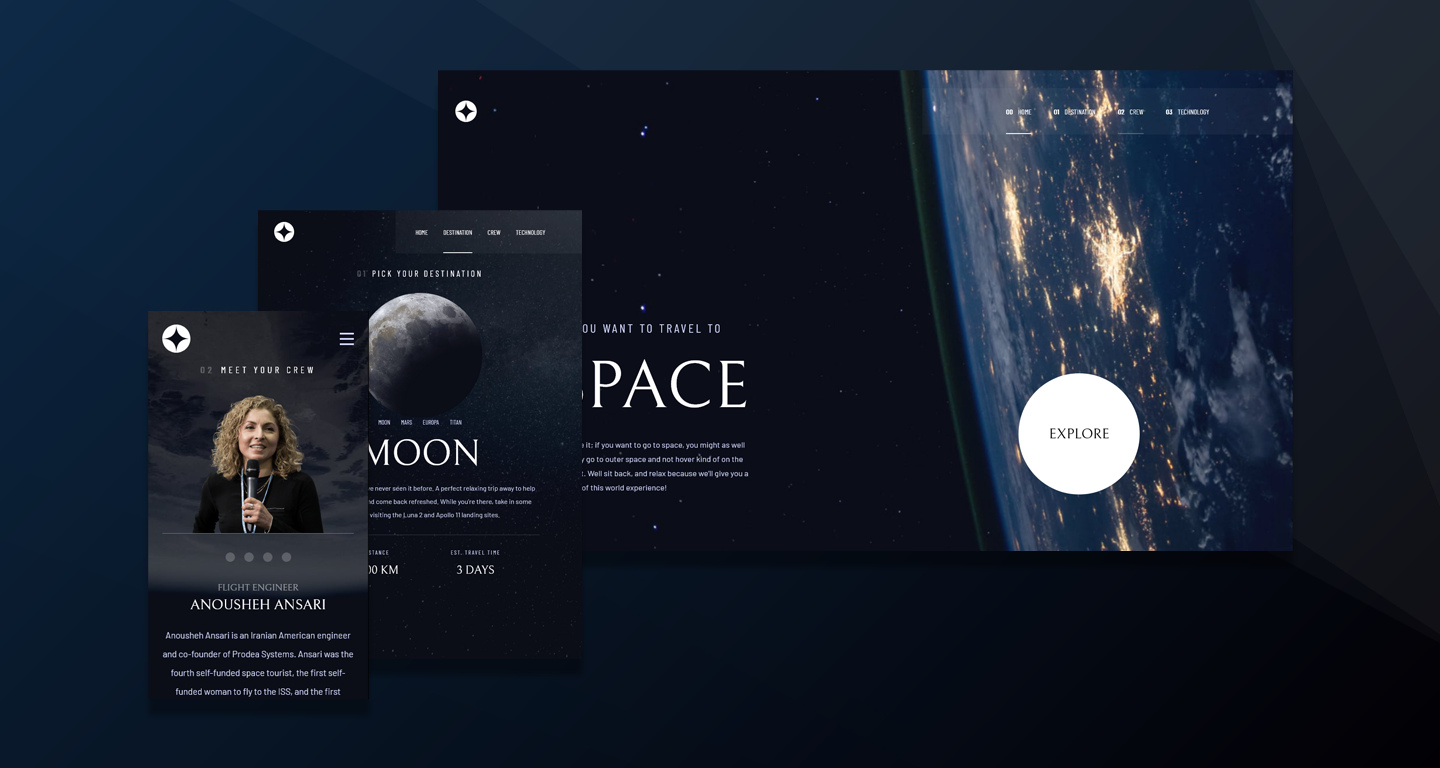 00 HOME 01 DESTINATION 02 CREW 03 TECHNOLOGY
YOU WANT TO TRAVEL TO
SPACE
it; if you want to go to space, you might as well
go to outer space and not hover kind of on the
Well sit back, and relax because we'll give you a
of this world experience!
EXPLORE
HOME DESTINATION CREW TECHNOLOGY
01 PICK YOUR DESTINATION
MOON MARS EUROPA TITAN
MOON
never seen it before. A perfect relaxing trip away to help
come back refreshed. While you're there, take in some
visiting the Luna 2 and Apollo 11 landing sites.
EST. TRAVEL TIME
KM
3 DAYS
02 MEET YOUR CREW
FLIGHT ENGINEER
ANOUSHEH ANSARI
Anousheh Ansari is an Iranian American engineer
and co-founder of Prodea Systems. Ansari was the
fourth self-funded space tourist, the first self-
funded woman to fly to the ISS, and the first